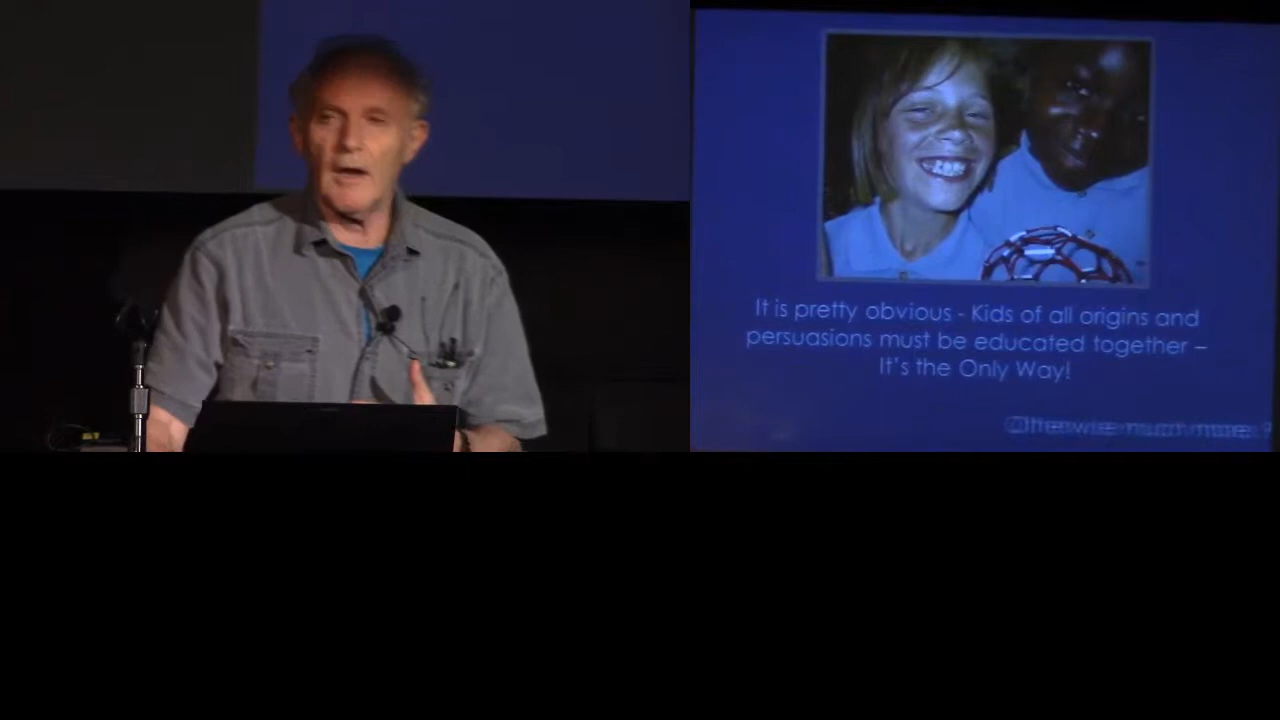 It is pretty obvious - Kids of all origins and
persuasions must be educated together –
It's the Only Way!